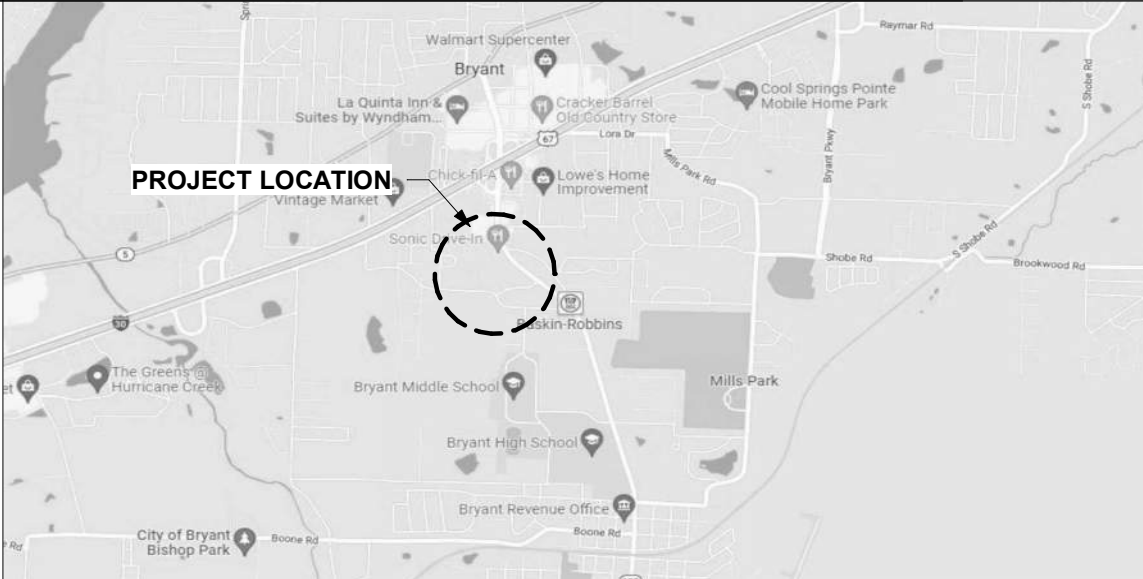 Raymar Rd
Walmart Supercenter
Bryant
S Shobe Rd
Cool Springs Pointe
Mobile Home Park
La Quinta Inn &
Suites by Wyndham...
Cracker Barrel
Old Country Store
67
Lora Dr
Mills Park Rd
Bryant Pkwy
Chick-fil-A
Lowe's Home
Improvement
PROJECT LOCATION
Vintage Market
Sonic Drive-In
S Shobe Rd
5
Shobe Rd
Brookwood Rd
Baskin-Robbins
30
The Greens @
Hurricane Creek
et
Bryant Middle School
Mills Park
Bryant High School
Bryant Revenue Office
City of Bryant
Bishop Park
Boone Rd
Boone Rd
e Rd